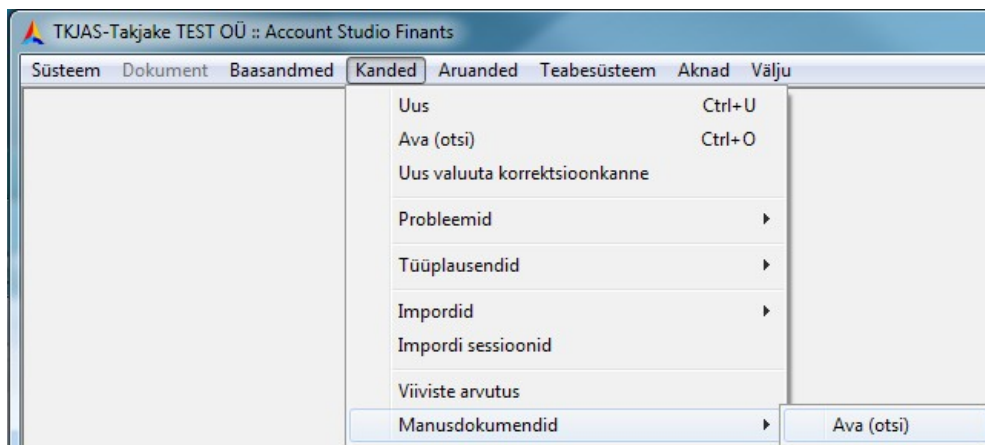 TKJAS-Takjake TEST OÜ :: Account Studio Finants
Süsteem Dokument Baasandmed Kanded Aruanded Teabesüsteem Aknad Välju
Uus Ctrl+U
Ava (otsi) Ctrl+O
Uus valuuta korrektsioonkanne
Probleemid
Tüüplausendid
Impordid
Impordi sessioonid
Viiviste arvutus
Manusdokumendid Ava (otsi)